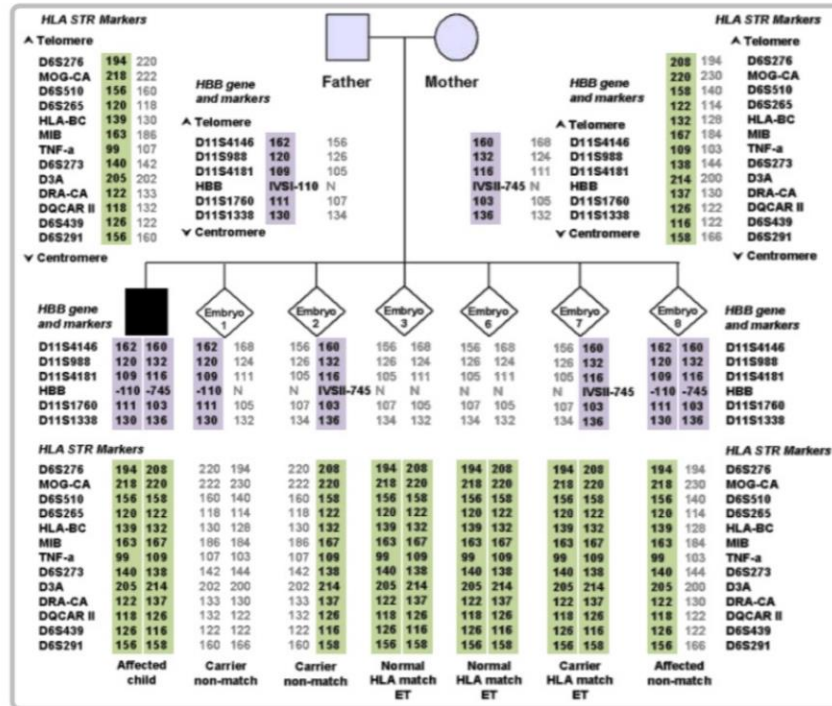 HLA STR Markers
Telomere
D6S276 194 220
MOG-CA 218 222
D6S510 156 160
D6S265 120 118
HLA-BC 139 130
MIB 163 186
TNF-a 99 107
D6S273 140 142
D3A 205 202
DRA-CA 122 133
DQCAR II 118 132
D6S439 126 122
D6S291 156 160
Centromere
Father
Mother
HBB gene
and markers
Telomere
D11S4146 162 156
D11S988 120 126
D11S4181 109 105
HBB IVSI-110 N
D11S1760 111 107
D11S1338 130 134
Centromere
HBB gene
and markers
Telomere
160 168 D11S4146
132 124 D11S988
116 111 D11S4181
IVSII-745 N HBB
103 105 D11S1760
136 132 D11S1338
Centromere
HLA STR Markers
Telomere
208 194 D6S276
220 230 MOG-CA
158 140 D6S510
122 114 D6S265
132 128 HLA-BC
167 184 MIB
109 103 TNF-a
138 144 D6S273
214 200 D3A
137 130 DRA-CA
126 122 DQCAR II
116 122 D6S439
158 166 D6S291
Centromere
HBB gene
and markers
Embryo
1
Embryo
2
Embryo
3
Embryo
6
Embryo
7
Embryo
8
HBB gene
and markers
D11S4146 162 160 162 168 156 160 156 168 156 168 156 160 162 160 D11S4146
D11S988 120 132 120 124 126 132 126 124 126 124 126 132 120 132 D11S988
D11S4181 109 116 109 111 105 116 105 111 105 111 105 116 109 116 D11S4181
HBB -110 -745 -110 N N IVSII-745 N N N N N IVSII-745 -110 -745 HBB
D11S1760 111 103 111 105 107 103 107 105 107 105 107 103 111 103 D11S1760
D11S1338 130 136 130 132 134 136 134 132 134 132 134 136 130 136 D11S1338
HLA STR Markers
HLA STR Markers
D6S276 194 208 220 194 220 208 194 208 194 208 194 208 194 194 D6S276
MOG-CA 218 220 222 230 222 220 218 220 218 220 218 220 218 230 MOG-CA
D6S510 156 158 160 140 160 158 156 158 156 158 156 158 156 140 D6S510
D6S265 120 122 118 114 118 122 120 122 120 122 120 122 120 114 D6S265
HLA-BC 139 132 130 128 130 132 139 132 139 132 139 132 139 128 HLA-BC
MIB 163 167 186 184 186 167 163 167 163 167 163 167 163 184 MIB
TNF-a 99 109 107 103 107 109 99 109 99 109 99 109 99 103 TNF-a
D6S273 140 138 142 144 142 138 140 138 140 138 140 138 140 144 D6S273
D3A 205 214 202 200 202 214 205 214 205 214 205 214 205 200 D3A
DRA-CA 122 137 133 130 133 137 122 137 122 137 122 137 122 130 DRA-CA
DQCAR II 118 126 132 122 132 126 118 126 118 126 118 126 118 122 DQCAR II
D6S439 126 116 122 122 122 116 126 116 126 116 126 116 126 122 D6S439
D6S291 156 158 160 166 160 158 156 158 156 158 156 158 156 166 D6S291
Affected
child
Carrier
non-match
Carrier
non-match
Normal
HLA match
ET
Normal
HLA match
ET
Carrier
HLA match
ET
Affected
non-match